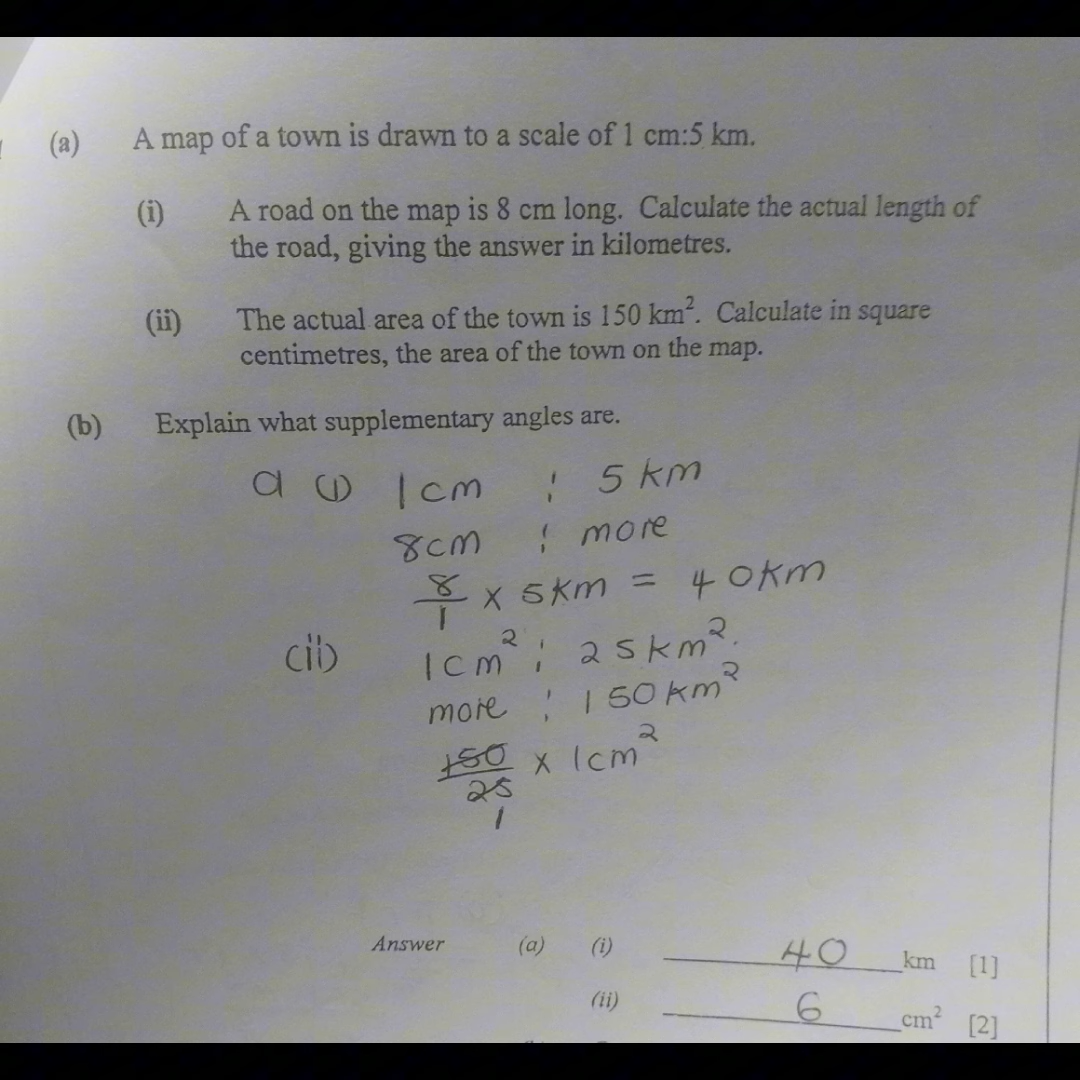 (a) A map of a town is drawn to a scale of 1 cm:5 km.
(i) A road on the map is 8 cm long. Calculate the actual length of
the road, giving the answer in kilometres.
(ii) The actual area of the town is 150 km². Calculate in square
centimetres, the area of the town on the map.
(b) Explain what supplementary angles are.
a (i) 1cm : 5 km
8cm : more
8/1 x 5km = 40km
(ii) 1cm² : 25km².
more : 150km²
150/25 x 1cm²
1
Answer (a) (i) 40 km [1]
(ii) 6 cm² [2]